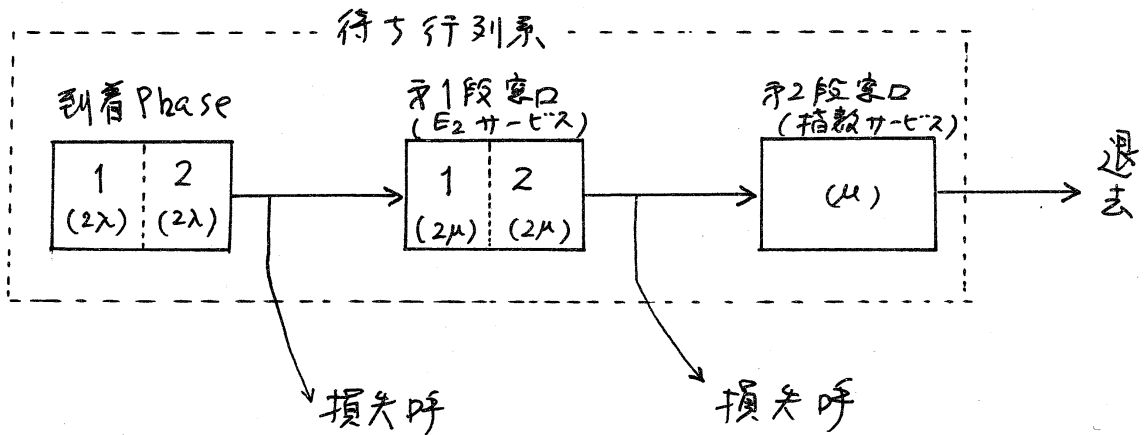 待ち行列系
到着Phase
第1段窓口
(E2サービス)
第2段窓口
(指数サービス)
1 2
(2λ) (2λ)
1 2
(2μ) (2μ)
(μ)
退去
損失呼
損失呼